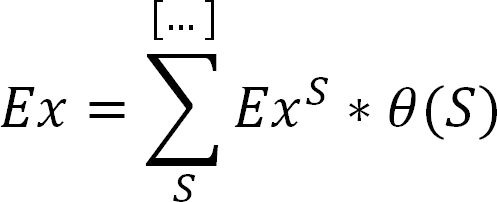 [...]
Ex = ∑ Ex^S * θ(S)
S